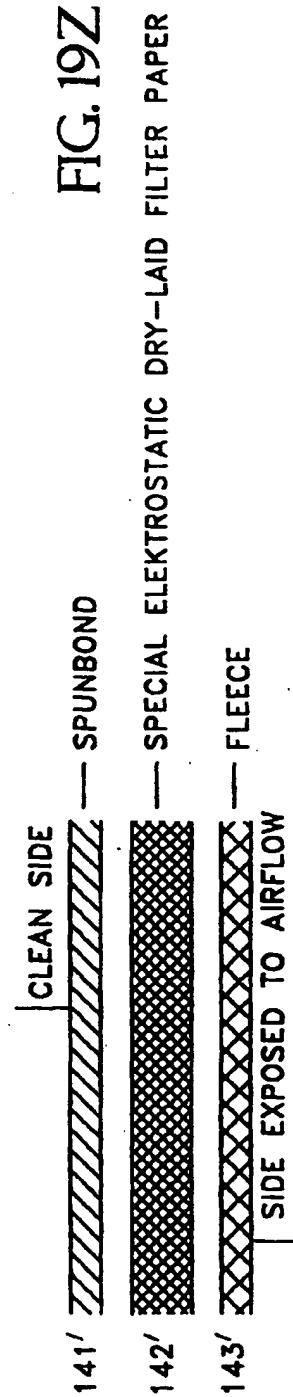 FIG. 19Z
CLEAN SIDE
141' SPUNBOND
142' SPECIAL ELEKTROSTATIC DRY-LAID FILTER PAPER
143' FLEECE
SIDE EXPOSED TO AIRFLOW